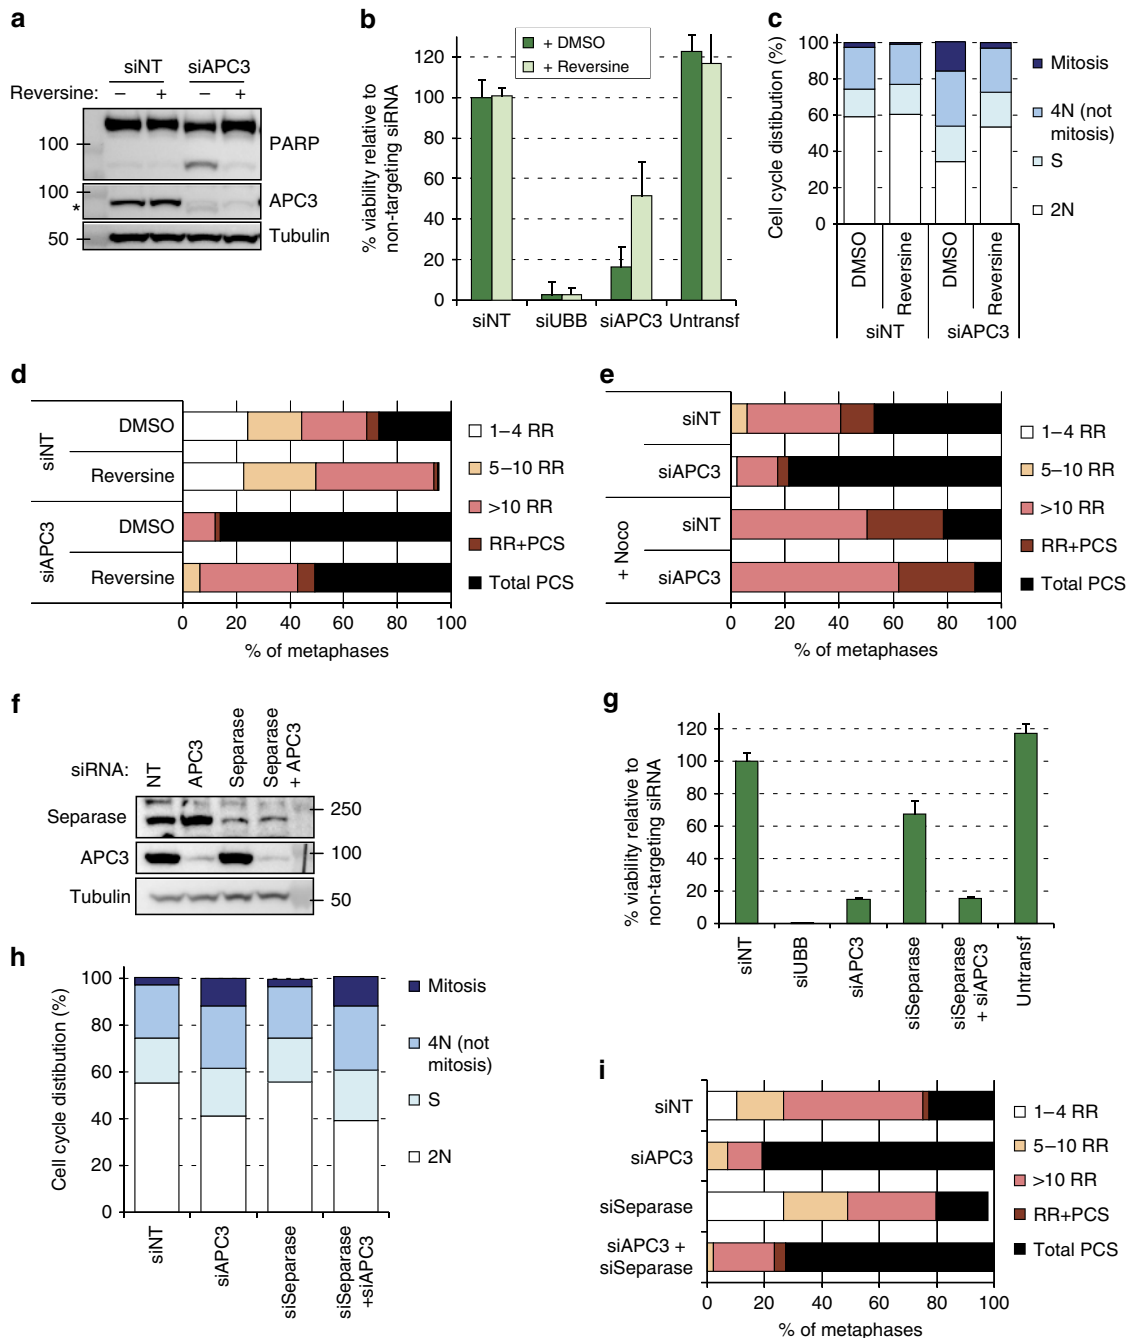 a
siNT siAPC3
Reversine: – + – +
100
PARP
100
*
APC3
50
Tubulin
b
+ DMSO
+ Reversine
% viability relative to
non-targeting siRNA
120
100
80
60
40
20
0
siNT siUBB siAPC3 Untransf
c
Cell cycle distibution (%)
100
80
60
40
20
0
Mitosis
4N (not
mitosis)
S
2N
DMSO Reversine DMSO Reversine
siNT siAPC3
d
siNT
DMSO
Reversine
siAPC3
DMSO
Reversine
0 20 40 60 80 100
% of metaphases
1–4 RR
5–10 RR
>10 RR
RR+PCS
Total PCS
e
siNT
siAPC3
+ Noco
siNT
siAPC3
0 20 40 60 80 100
% of metaphases
1–4 RR
5–10 RR
>10 RR
RR+PCS
Total PCS
f
siRNA: NT APC3 Separase Separase
+ APC3
Separase
250
APC3
100
Tubulin
50
g
% viability relative to
non-targeting siRNA
120
100
80
60
40
20
0
siNT siUBB siAPC3 siSeparase siSeparase
+ siAPC3 Untransf
h
Cell cycle distibution (%)
100
80
60
40
20
0
Mitosis
4N (not
mitosis)
S
2N
siNT siAPC3 siSeparase siSeparase
+siAPC3
i
siNT
siAPC3
siSeparase
siAPC3 +
siSeparase
0 20 40 60 80 100
% of metaphases
1–4 RR
5–10 RR
>10 RR
RR+PCS
Total PCS